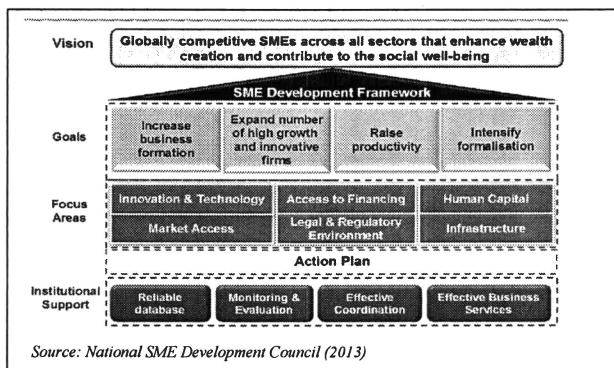 Vision
Globally competitive SMEs across all sectors that enhance wealth
creation and contribute to the social well-being
SME Development Framework
Goals
Increase
business
formation
Expand number
of high growth
and innovative
firms
Raise
productivity
Intensify
formalisation
Focus
Areas
Innovation & Technology
Access to Financing
Human Capital
Market Access
Legal & Regulatory
Environment
Infrastructure
Action Plan
Institutional
Support
Reliable
database
Monitoring &
Evaluation
Effective
Coordination
Effective Business
Services
Source: National SME Development Council (2013)